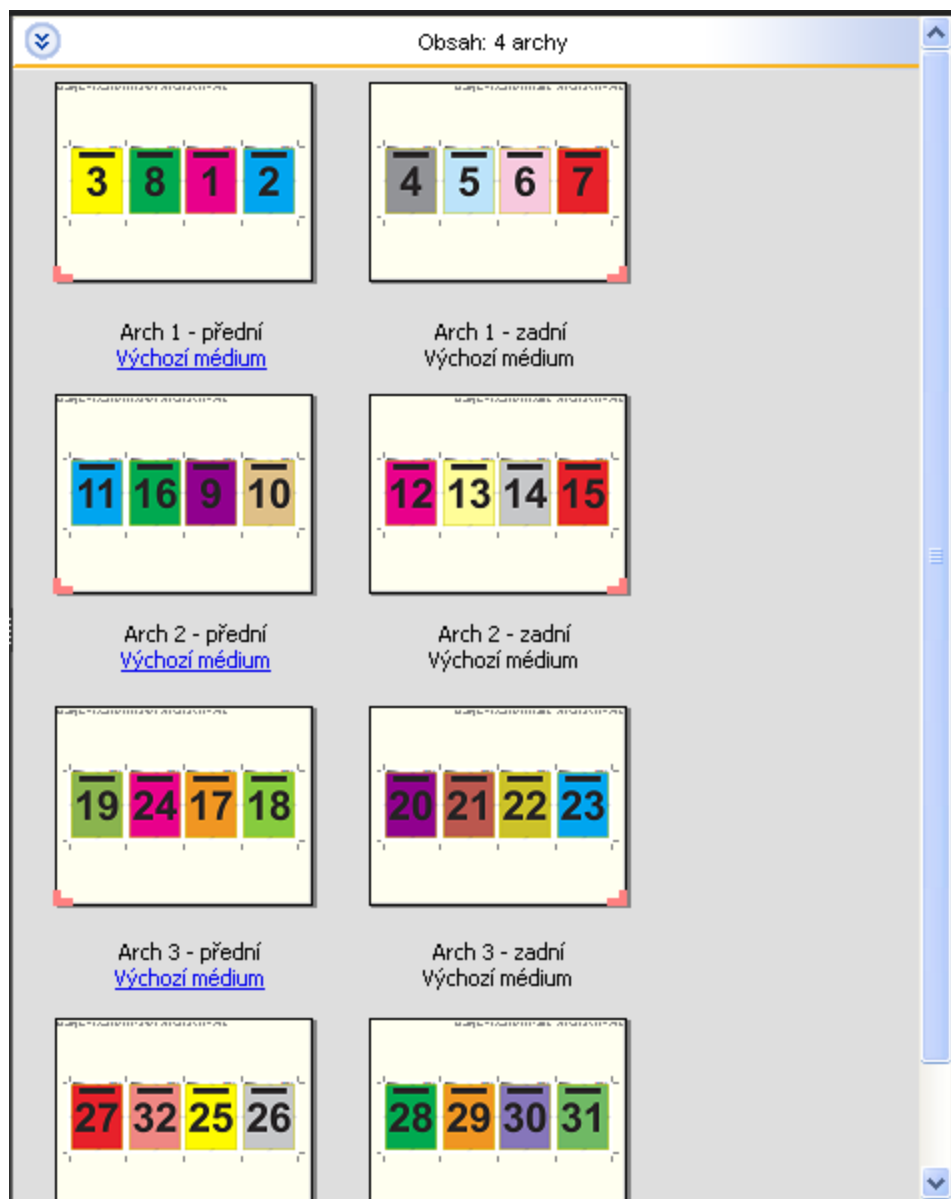 Obsah: 4 archy
3 8 1 2
4 5 6 7
Arch 1 - přední
Výchozí médium
Arch 1 - zadní
Výchozí médium
11 16 9 10
12 13 14 15
Arch 2 - přední
Výchozí médium
Arch 2 - zadní
Výchozí médium
19 24 17 18
20 21 22 23
Arch 3 - přední
Výchozí médium
Arch 3 - zadní
Výchozí médium
27 32 25 26
28 29 30 31